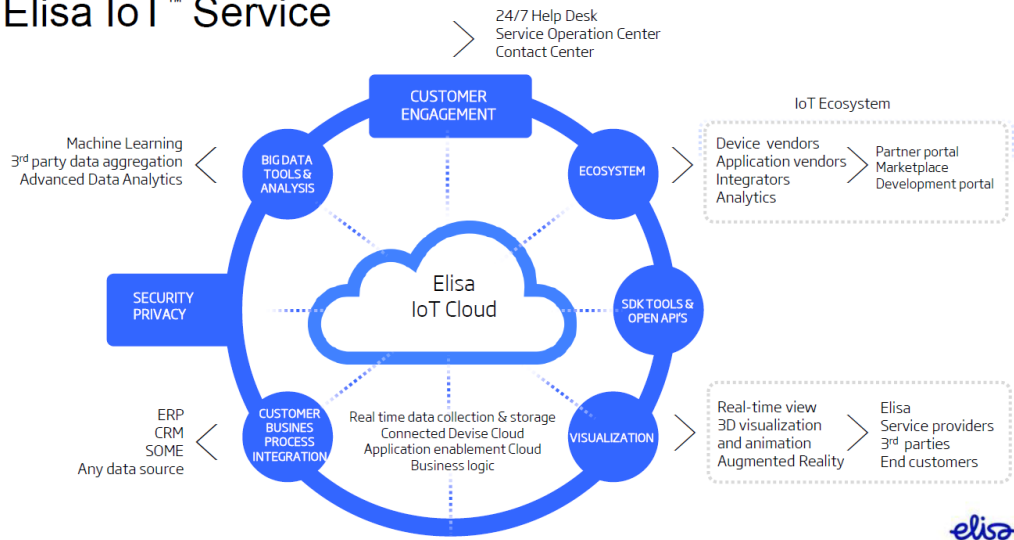 Elisa IoT™ Service
24/7 Help Desk
Service Operation Center
Contact Center
CUSTOMER
ENGAGEMENT
IoT Ecosystem
Machine Learning
3rd party data aggregation
Advanced Data Analytics
BIG DATA
TOOLS &
ANALYSIS
ECOSYSTEM
Device vendors
Application vendors
Integrators
Analytics
Partner portal
Marketplace
Development portal
SECURITY
PRIVACY
Elisa
IoT Cloud
SDK TOOLS &
OPEN API'S
ERP
CRM
SOME
Any data source
CUSTOMER
BUSINES
PROCESS
INTEGRATION
Real time data collection & storage
Connected Devise Cloud
Application enablement Cloud
Business logic
VISUALIZATION
Real-time view
3D visualization
and animation
Augmented Reality
Elisa
Service providers
3rd parties
End customers
elisa